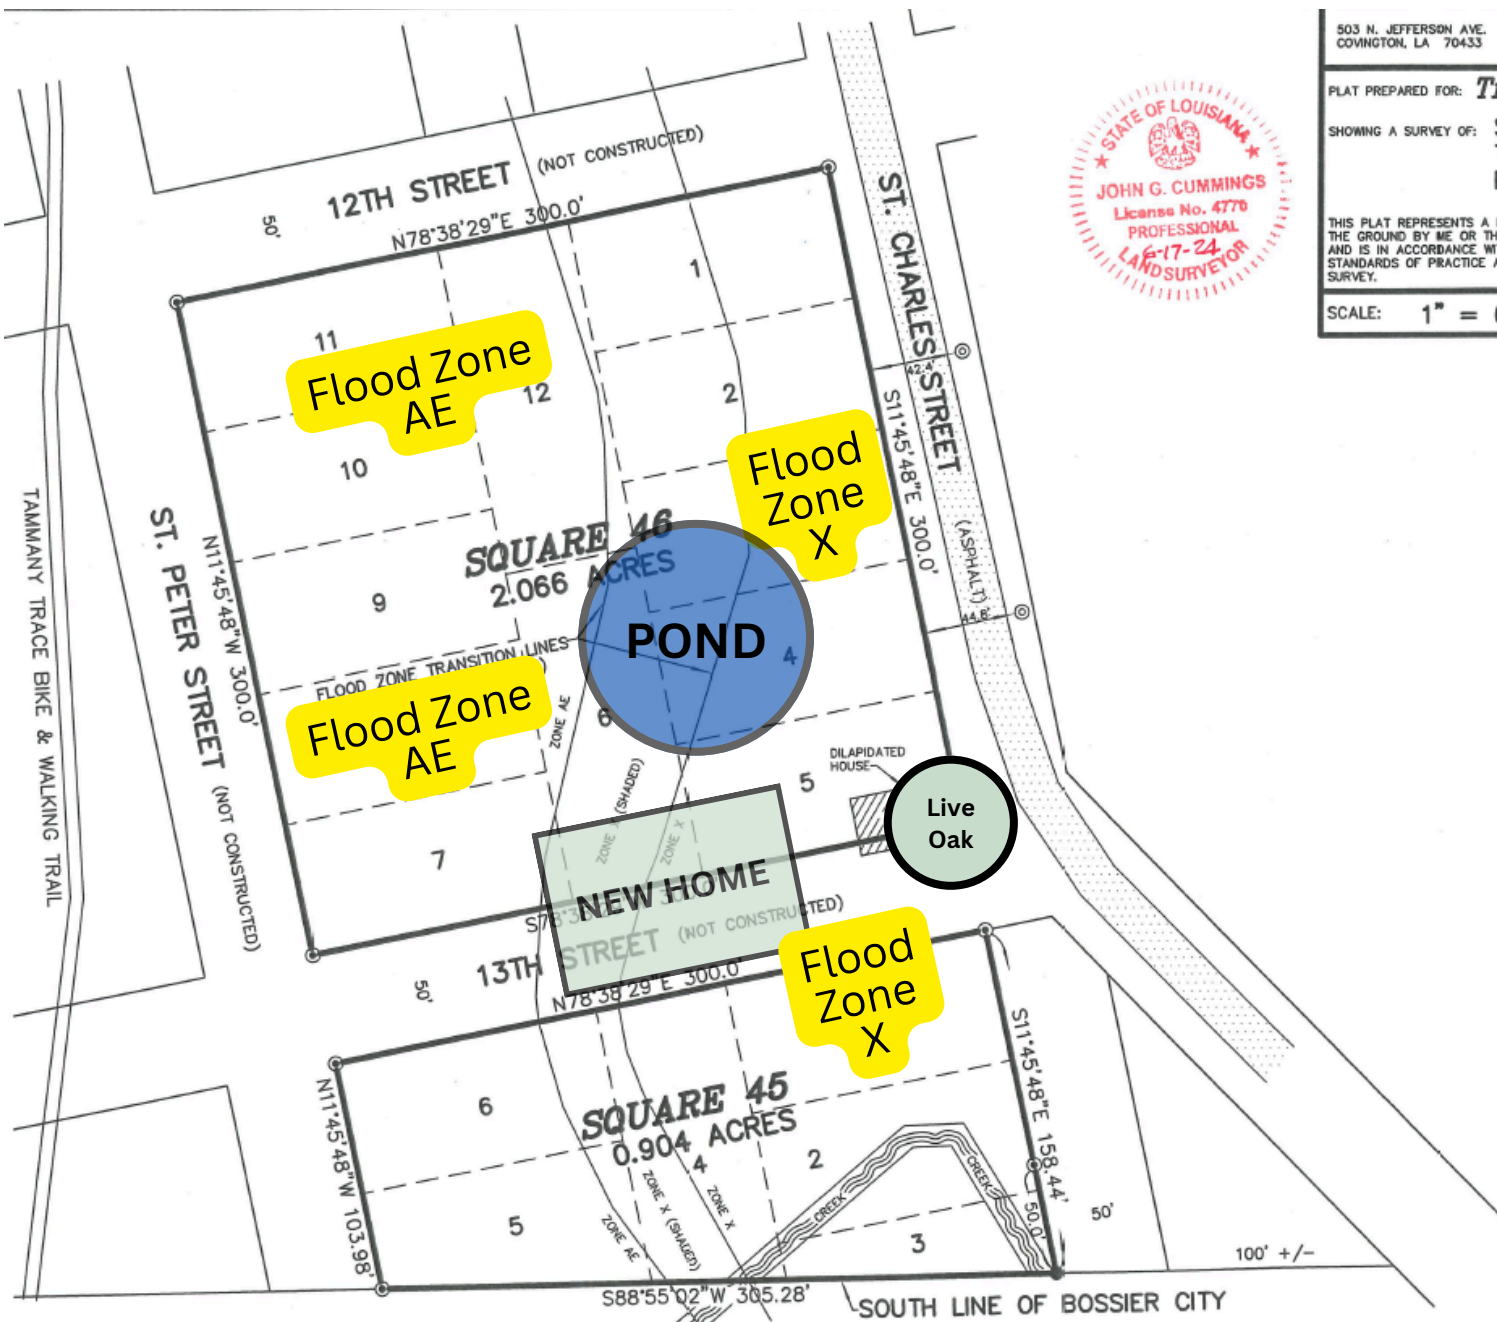 503 N. JEFFERSON AVE.
COVINGTON, LA 70433
PLAT PREPARED FOR:
SHOWING A SURVEY OF:
THIS PLAT REPRESENTS A
THE GROUND BY ME OR
AND IS IN ACCORDANCE
STANDARDS OF PRACTICE
SURVEY.
SCALE: 1" =
STATE OF LOUISIANA
JOHN G. CUMMINGS
License No. 4770
PROFESSIONAL
6-17-24
LAND SURVEYOR
12TH STREET (NOT CONSTRUCTED)
50'
N78°38'29"E 300.0'
ST. CHARLES STREET
(ASPHALT)
42.4'
44.6'
S11°45'48"E 300.0'
1
11
Flood Zone
AE
12
2
10
Flood
Zone
X
SQUARE 46
2.066 ACRES
9
POND
4
FLOOD ZONE TRANSITION LINES
Flood Zone
AE
ZONE AE
6
ZONE X (SHADED)
ZONE X
5
DILAPIDATED
HOUSE
Live
Oak
7
NEW HOME
ST. PETER STREET (NOT CONSTRUCTED)
N11°45'48"W 300.0'
TAMMANY TRACE BIKE & WALKING TRAIL
S78°38'29"W 300.0'
13TH STREET (NOT CONSTRUCTED)
50'
N78°38'29"E 300.0'
Flood
Zone
X
SQUARE 45
0.904 ACRES
6
4
2
5
3
N11°45'48"W 103.98'
S11°45'48"E 158.44'
50.0'
50'
ZONE AE
ZONE X (SHADED)
ZONE X
CREEK
CREEK
100' +/-
S88°55'02"W 305.28'
SOUTH LINE OF BOSSIER CITY